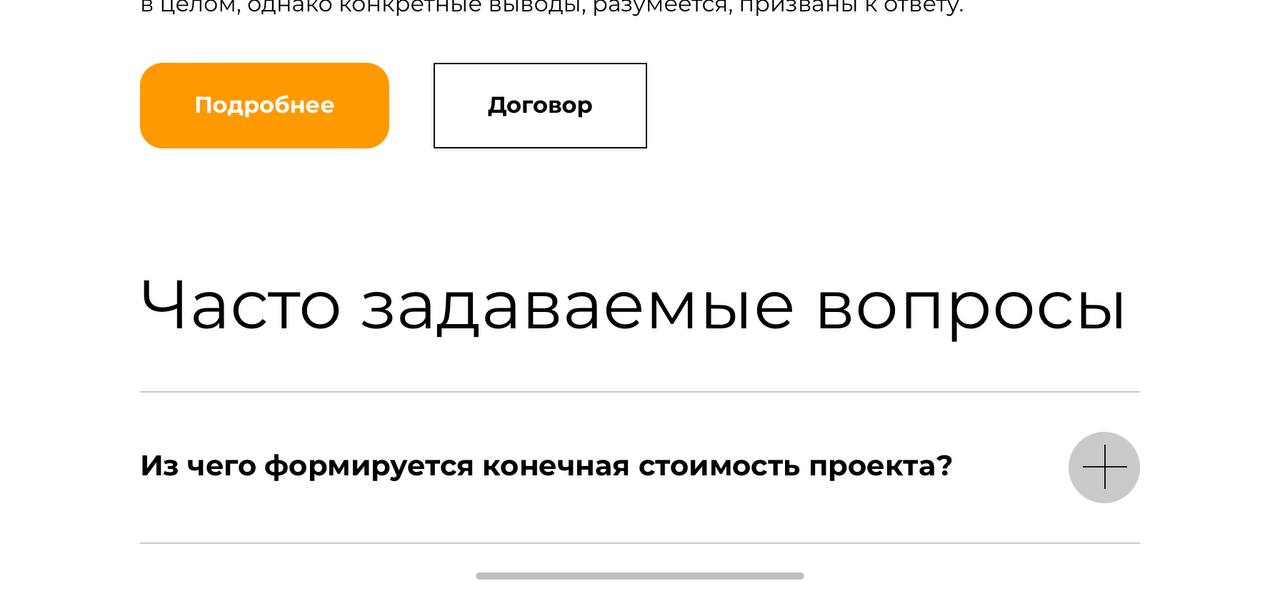 в целом, однако конкретные выводы, разумеется, призваны к ответу.
Подробнее
Договор
Часто задаваемые вопросы
Из чего формируется конечная стоимость проекта?